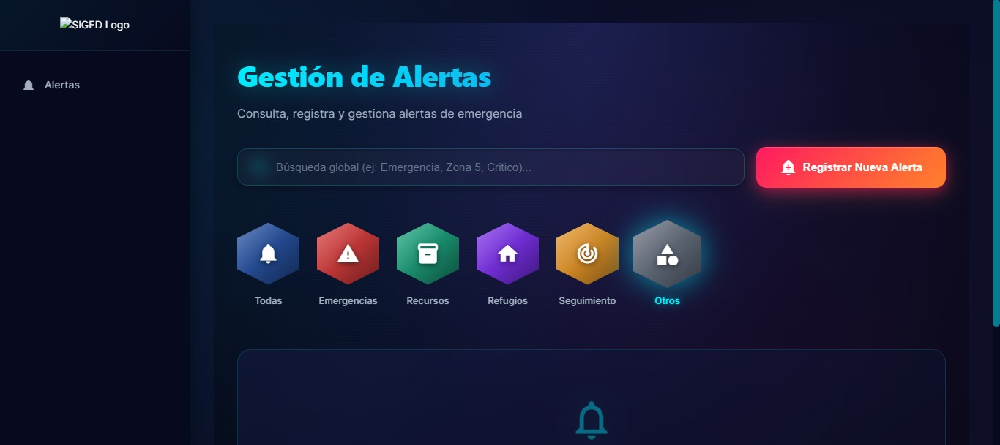 SIGED Logo
Alertas
Gestión de Alertas
Consulta, registra y gestiona alertas de emergencia
Búsqueda global (ej: Emergencia, Zona 5, Critico)...
Registrar Nueva Alerta
Todas
Emergencias
Recursos
Refugios
Seguimiento
Otros